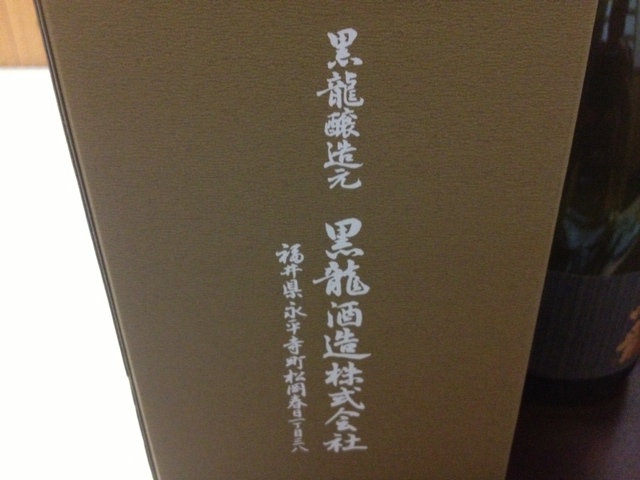 黒龍醸造元 黒龍酒造株式会社
福井県永平寺町松岡春日一丁目三八